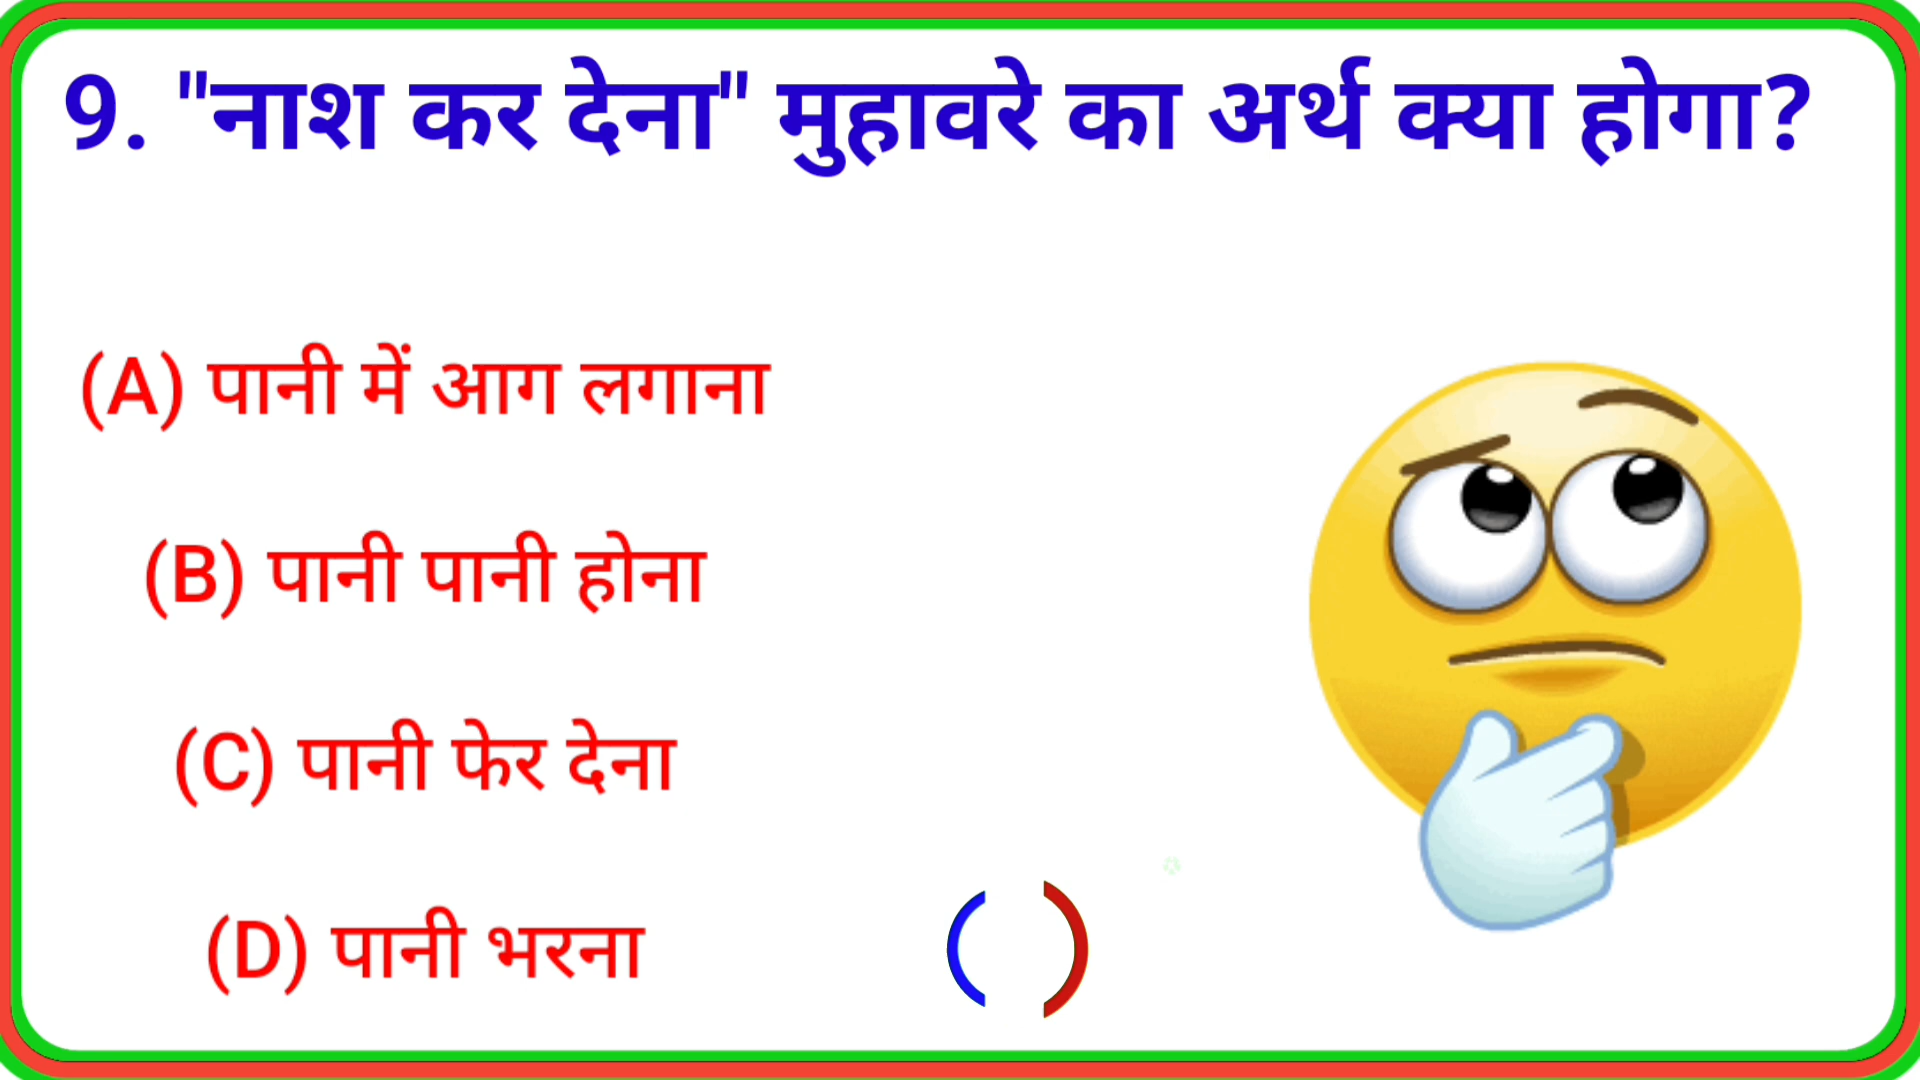 9. "नाश कर देना" मुहावरे का अर्थ क्या होगा?
(A) पानी में आग लगाना
(B) पानी पानी होना
(C) पानी फेर देना
(D) पानी भरना